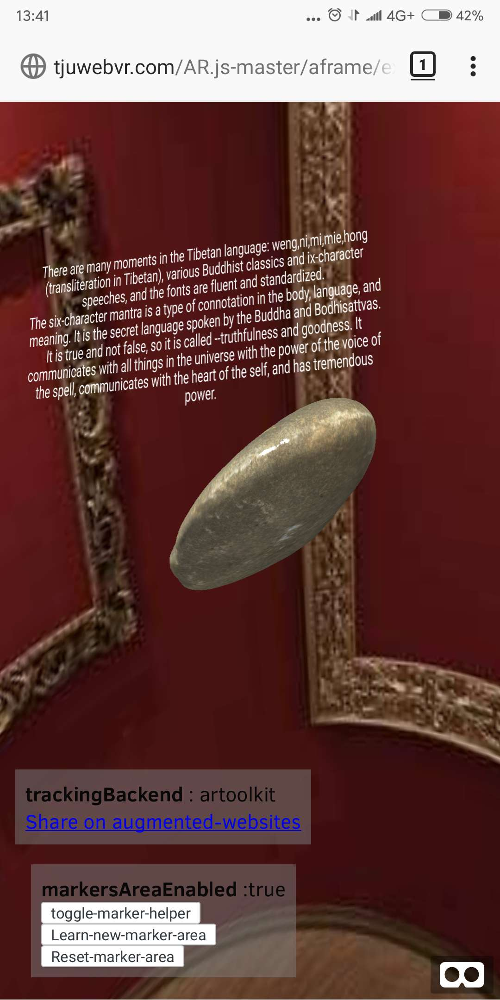 13:41
4G+ 42%
tjuwebvr.com/AR.js-master/aframe/ex
1
There are many moments in the Tibetan language: weng,ni,mi,mie,hong
(transliteration in Tibetan), various Buddhist classics and ix-character
speeches, and the fonts are fluent and standardized.
The six-character mantra is a type of connotation in the body, language, and
meaning. It is the secret language spoken by the Buddha and Bodhisattvas.
It is true and not false, so it is called --truthfulness and goodness. It
communicates with all things in the universe with the power of the voice of
the spell, communicates with the heart of the self, and has tremendous
power.
trackingBackend : artoolkit
Share on augmented-websites
markersAreaEnabled :true
toggle-marker-helper
Learn-new-marker-area
Reset-marker-area